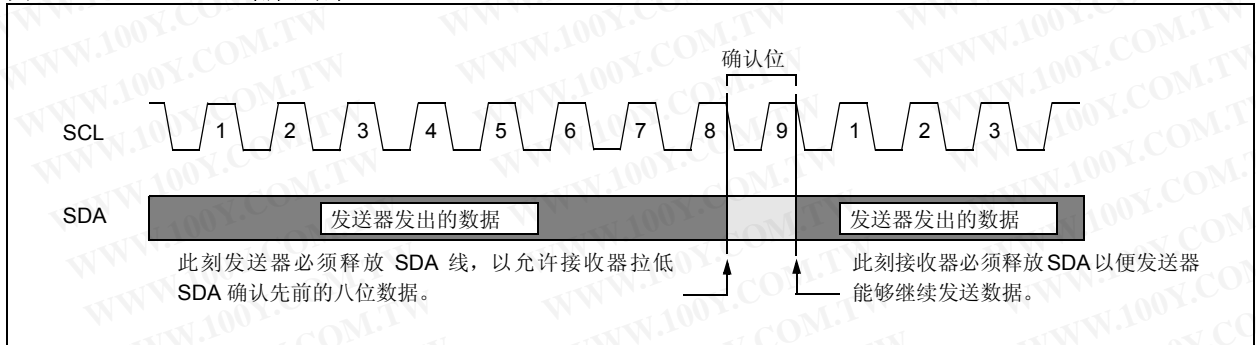 确认位
SCL 1 2 3 4 5 6 7 8 9 1 2 3
SDA 发送器发出的数据 发送器发出的数据
此刻发送器必须释放 SDA 线，以允许接收器拉低
SDA 确认先前的八位数据。
此刻接收器必须释放SDA以便发送器
能够继续发送数据。
WWW.100Y.COM.TW